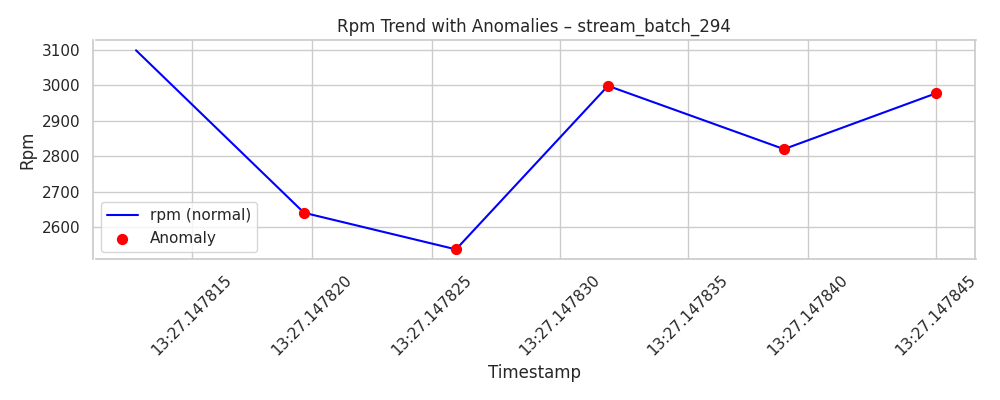 Rpm Trend with Anomalies – stream_batch_294
3100
3000
2900
2800
2700
2600
Rpm
rpm (normal)
Anomaly
13:27.147815
13:27.147820
13:27.147825
13:27.147830
13:27.147835
13:27.147840
13:27.147845
Timestamp